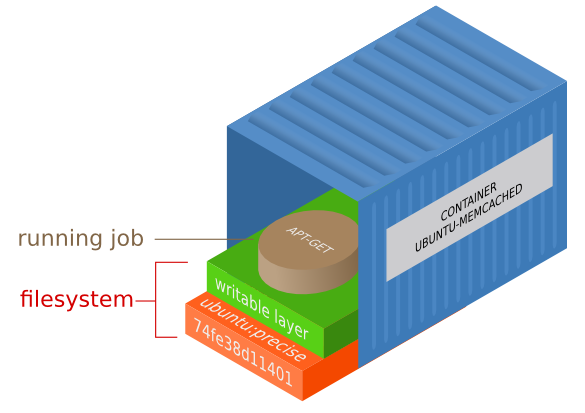 CONTAINER
UBUNTU-MEMCACHED
APT-GET
running job
writable layer
filesystem
ubuntu:precise
74fe38d11401